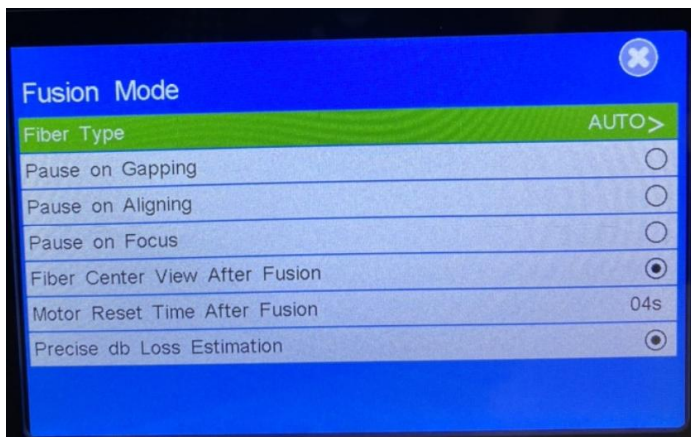 Fusion Mode
Fiber Type AUTO>
Pause on Gapping
Pause on Aligning
Pause on Focus
Fiber Center View After Fusion
Motor Reset Time After Fusion 04s
Precise db Loss Estimation